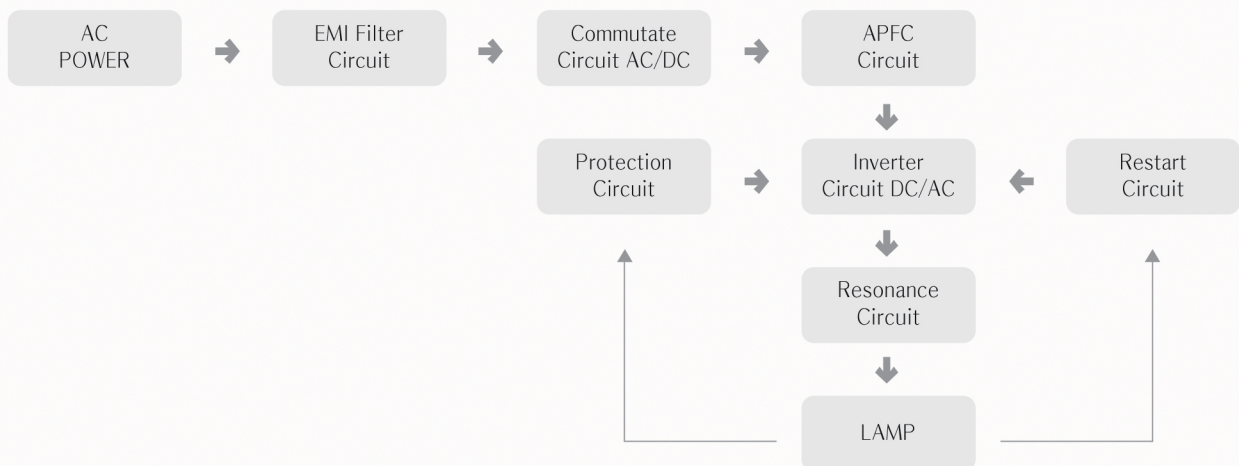 AC
POWER
EMI Filter
Circuit
Commutate
Circuit AC/DC
APFC
Circuit
Protection
Circuit
Inverter
Circuit DC/AC
Restart
Circuit
Resonance
Circuit
LAMP